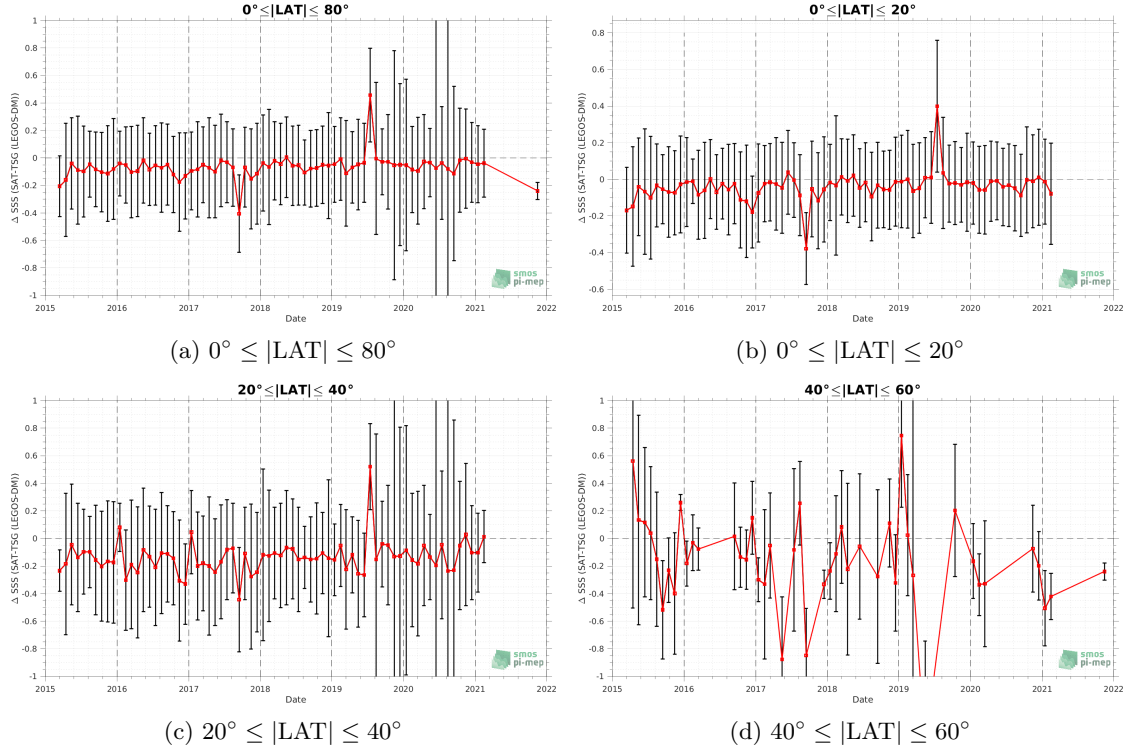 0°≤|LAT|≤ 80°
Δ SSS (SAT-TSG (LEGOS-DM))
1
0.8
0.6
0.4
0.2
0
-0.2
-0.4
-0.6
-0.8
-1
2015 2016 2017 2018 2019 2020 2021 2022
Date
smos
pi-mep
(a) 0° ≤ |LAT| ≤ 80°
0°≤|LAT|≤ 20°
Δ SSS (SAT-TSG (LEGOS-DM))
0.8
0.6
0.4
0.2
0
-0.2
-0.4
-0.6
2015 2016 2017 2018 2019 2020 2021 2022
Date
smos
pi-mep
(b) 0° ≤ |LAT| ≤ 20°
20°≤|LAT|≤ 40°
Δ SSS (SAT-TSG (LEGOS-DM))
1
0.8
0.6
0.4
0.2
0
-0.2
-0.4
-0.6
-0.8
-1
2015 2016 2017 2018 2019 2020 2021 2022
Date
smos
pi-mep
(c) 20° ≤ |LAT| ≤ 40°
40°≤|LAT|≤ 60°
Δ SSS (SAT-TSG (LEGOS-DM))
1
0.8
0.6
0.4
0.2
0
-0.2
-0.4
-0.6
-0.8
-1
2015 2016 2017 2018 2019 2020 2021 2022
Date
smos
pi-mep
(d) 40° ≤ |LAT| ≤ 60°